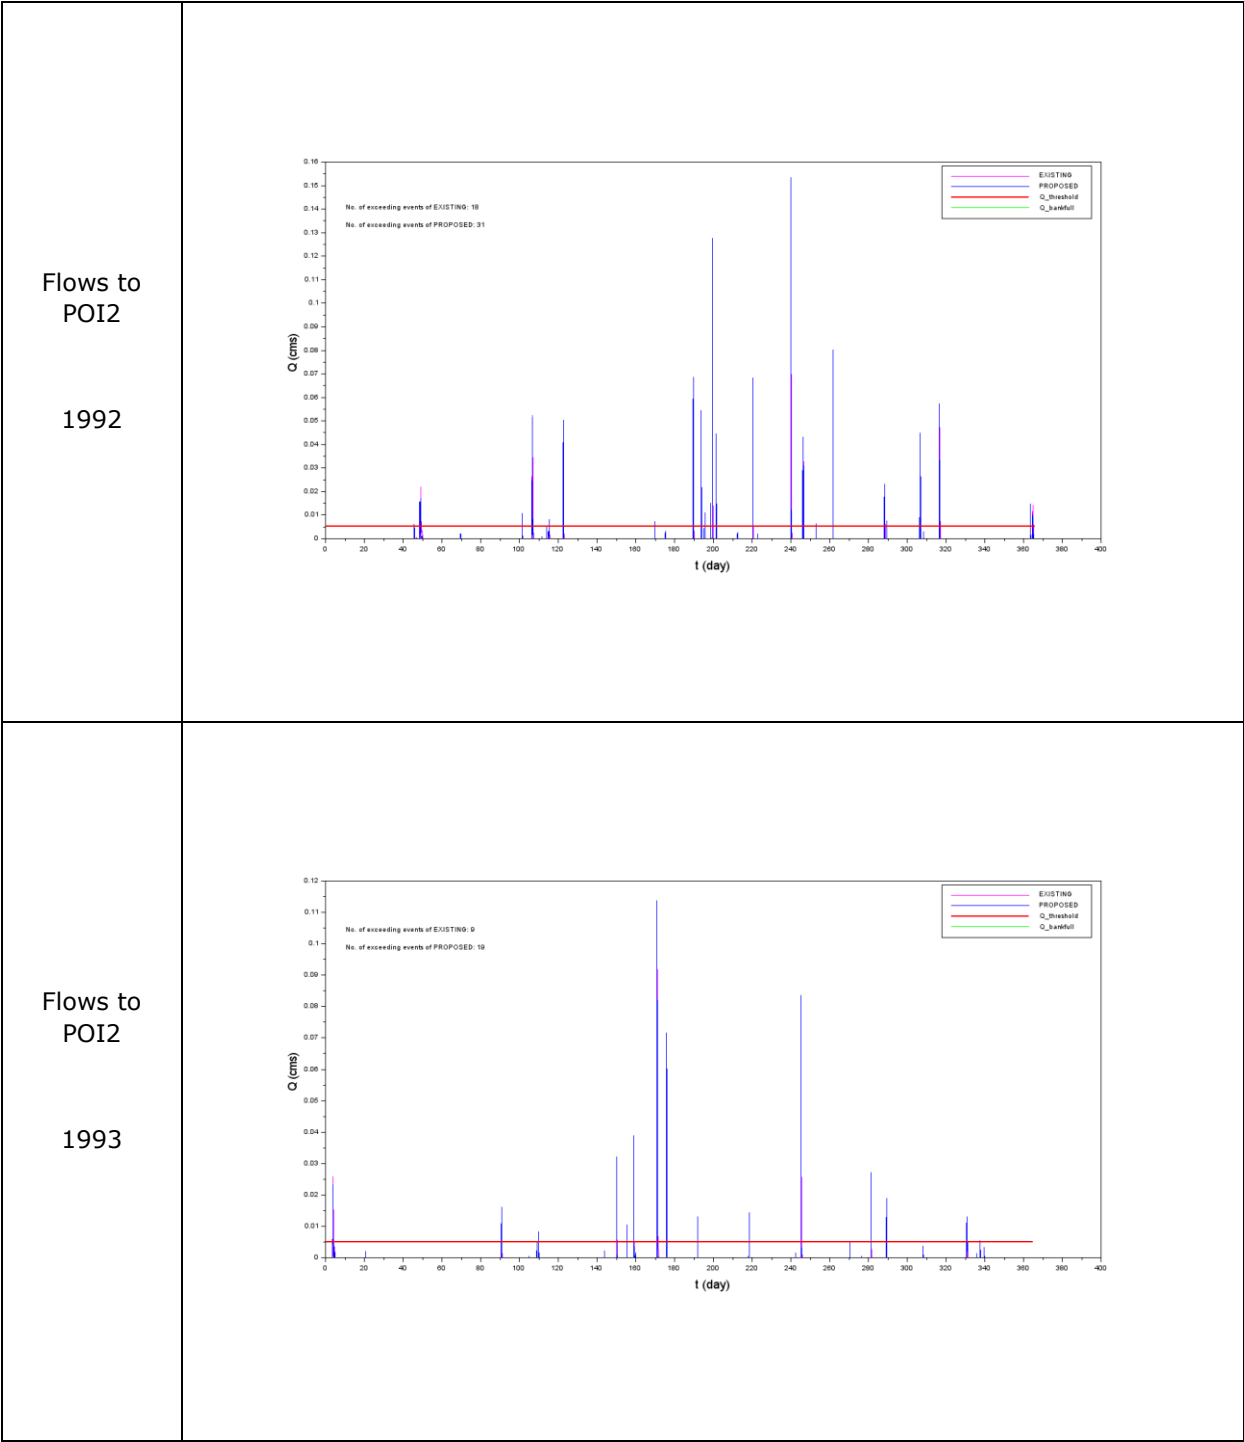 Flows to
POI2
1992
0.16
0.15
0.14
0.13
0.12
0.11
0.1
0.09
0.08
0.07
0.06
0.05
0.04
0.03
0.02
0.01
0
Q (cms)
No. of exceeding events of EXISTING: 18
No. of exceeding events of PROPOSED: 31
EXISTING
PROPOSED
Q_threshold
Q_bankfull
0 20 40 60 80 100 120 140 160 180 200 220 240 260 280 300 320 340 360 380 400
t (day)
Flows to
POI2
1993
0.12
0.11
0.1
0.09
0.08
0.07
0.06
0.05
0.04
0.03
0.02
0.01
0
Q (cms)
No. of exceeding events of EXISTING: 9
No. of exceeding events of PROPOSED: 19
EXISTING
PROPOSED
Q_threshold
Q_bankfull
0 20 40 60 80 100 120 140 160 180 200 220 240 260 280 300 320 340 360 380 400
t (day)